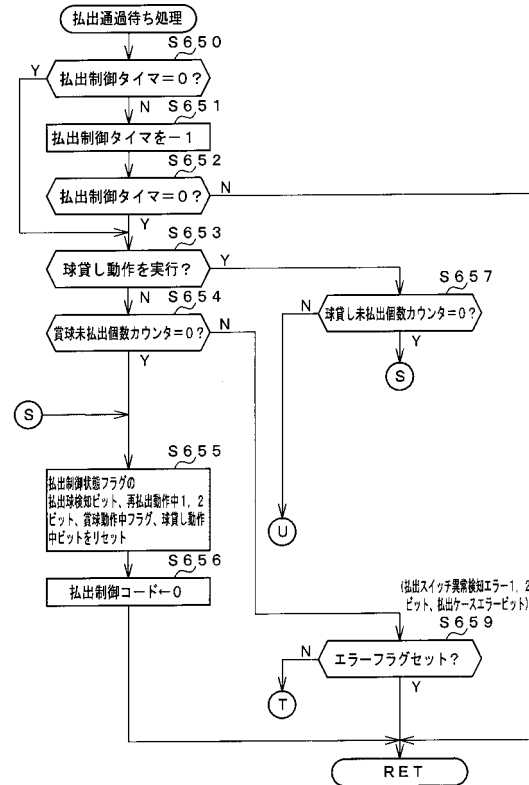 払出通過待ち処理
S650
Y
払出制御タイマ=0?
N
S651
払出制御タイマを−1
S652
払出制御タイマ=0?
N
Y
S653
球貸し動作を実行?
Y
N
S657
球貸し未払出個数カウンタ=0?
N
Y
S
S654
賞球未払出個数カウンタ=0?
N
Y
S
U
S655
払出制御状態フラグの
払出球検知ビット、再払出動作中1,2
ビット、賞球動作中フラグ、球貸し動作
中ビットをリセット
S656
払出制御コード←0
(払出スイッチ異常検知エラー1,2
ビット、払出ケースエラービット)
S659
エラーフラグセット?
N
T
Y
RET